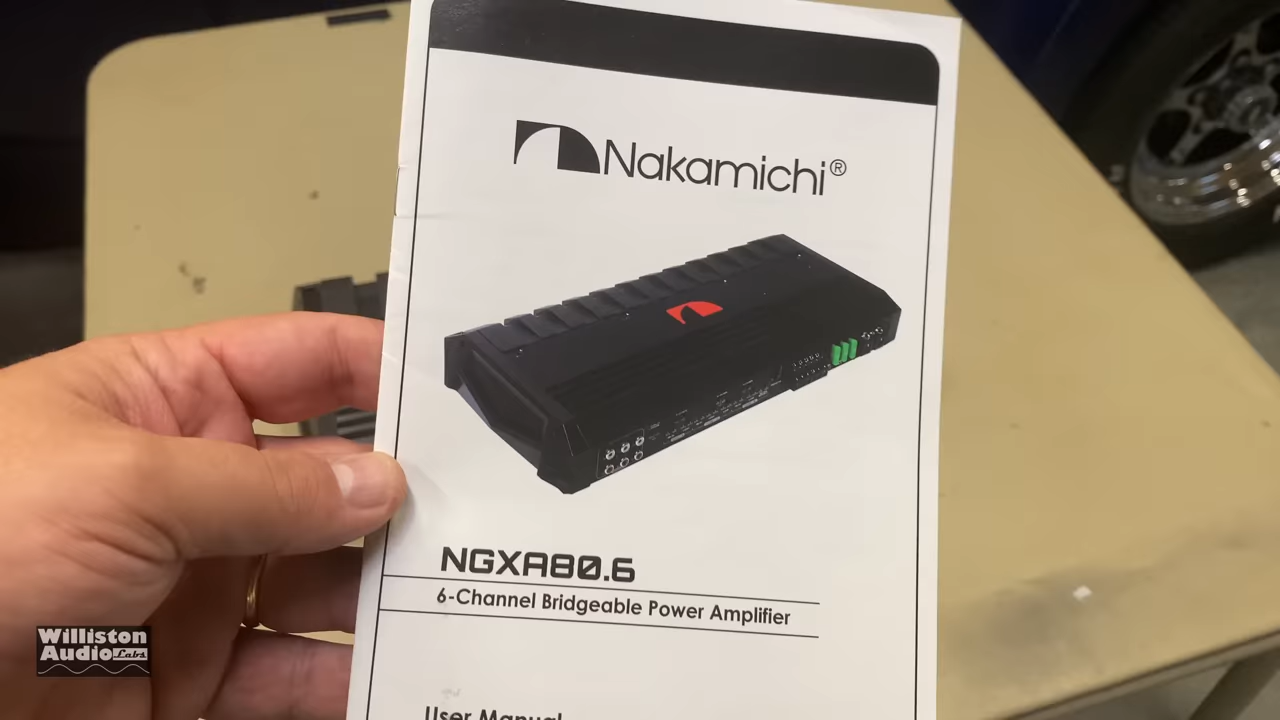 Nakamichi®
NGXA80.6
6-Channel Bridgeable Power Amplifier
User Manual
Williston
Audio Labs